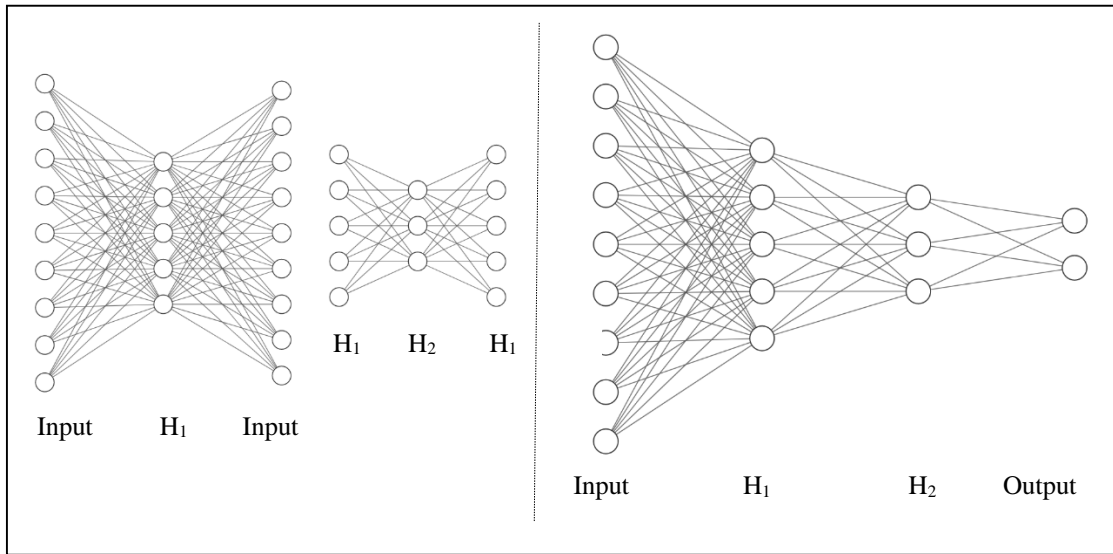 H₁ H₂ H₁
Input H₁ Input
Input H₁ H₂ Output